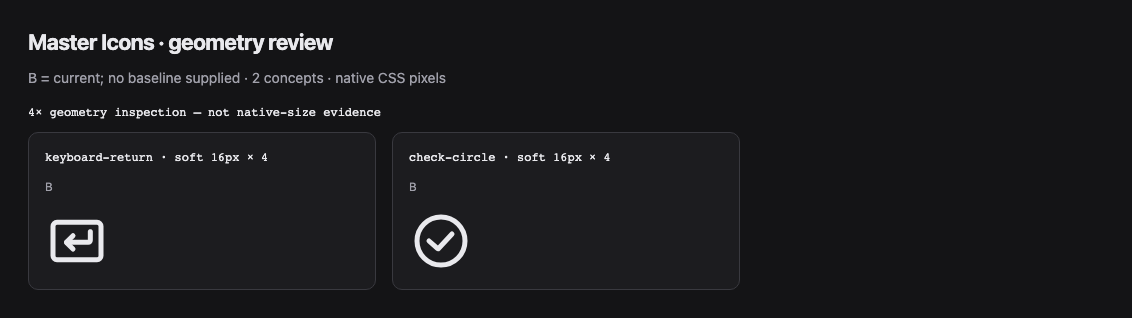 Master Icons · geometry review
B = current; no baseline supplied · 2 concepts · native CSS pixels
4× geometry inspection — not native-size evidence
keyboard-return · soft 16px × 4
B
check-circle · soft 16px × 4
B